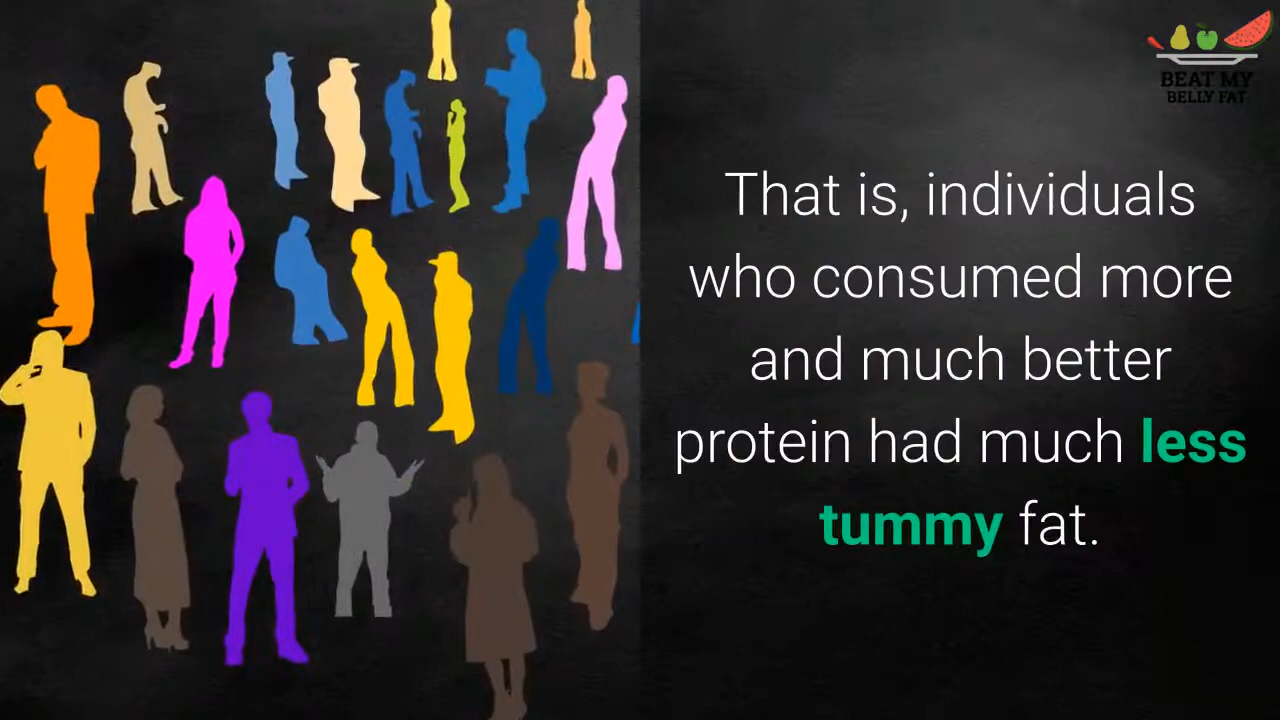 BEAT MY
BELLY FAT
That is, individuals
who consumed more
and much better
protein had much less
tummy fat.